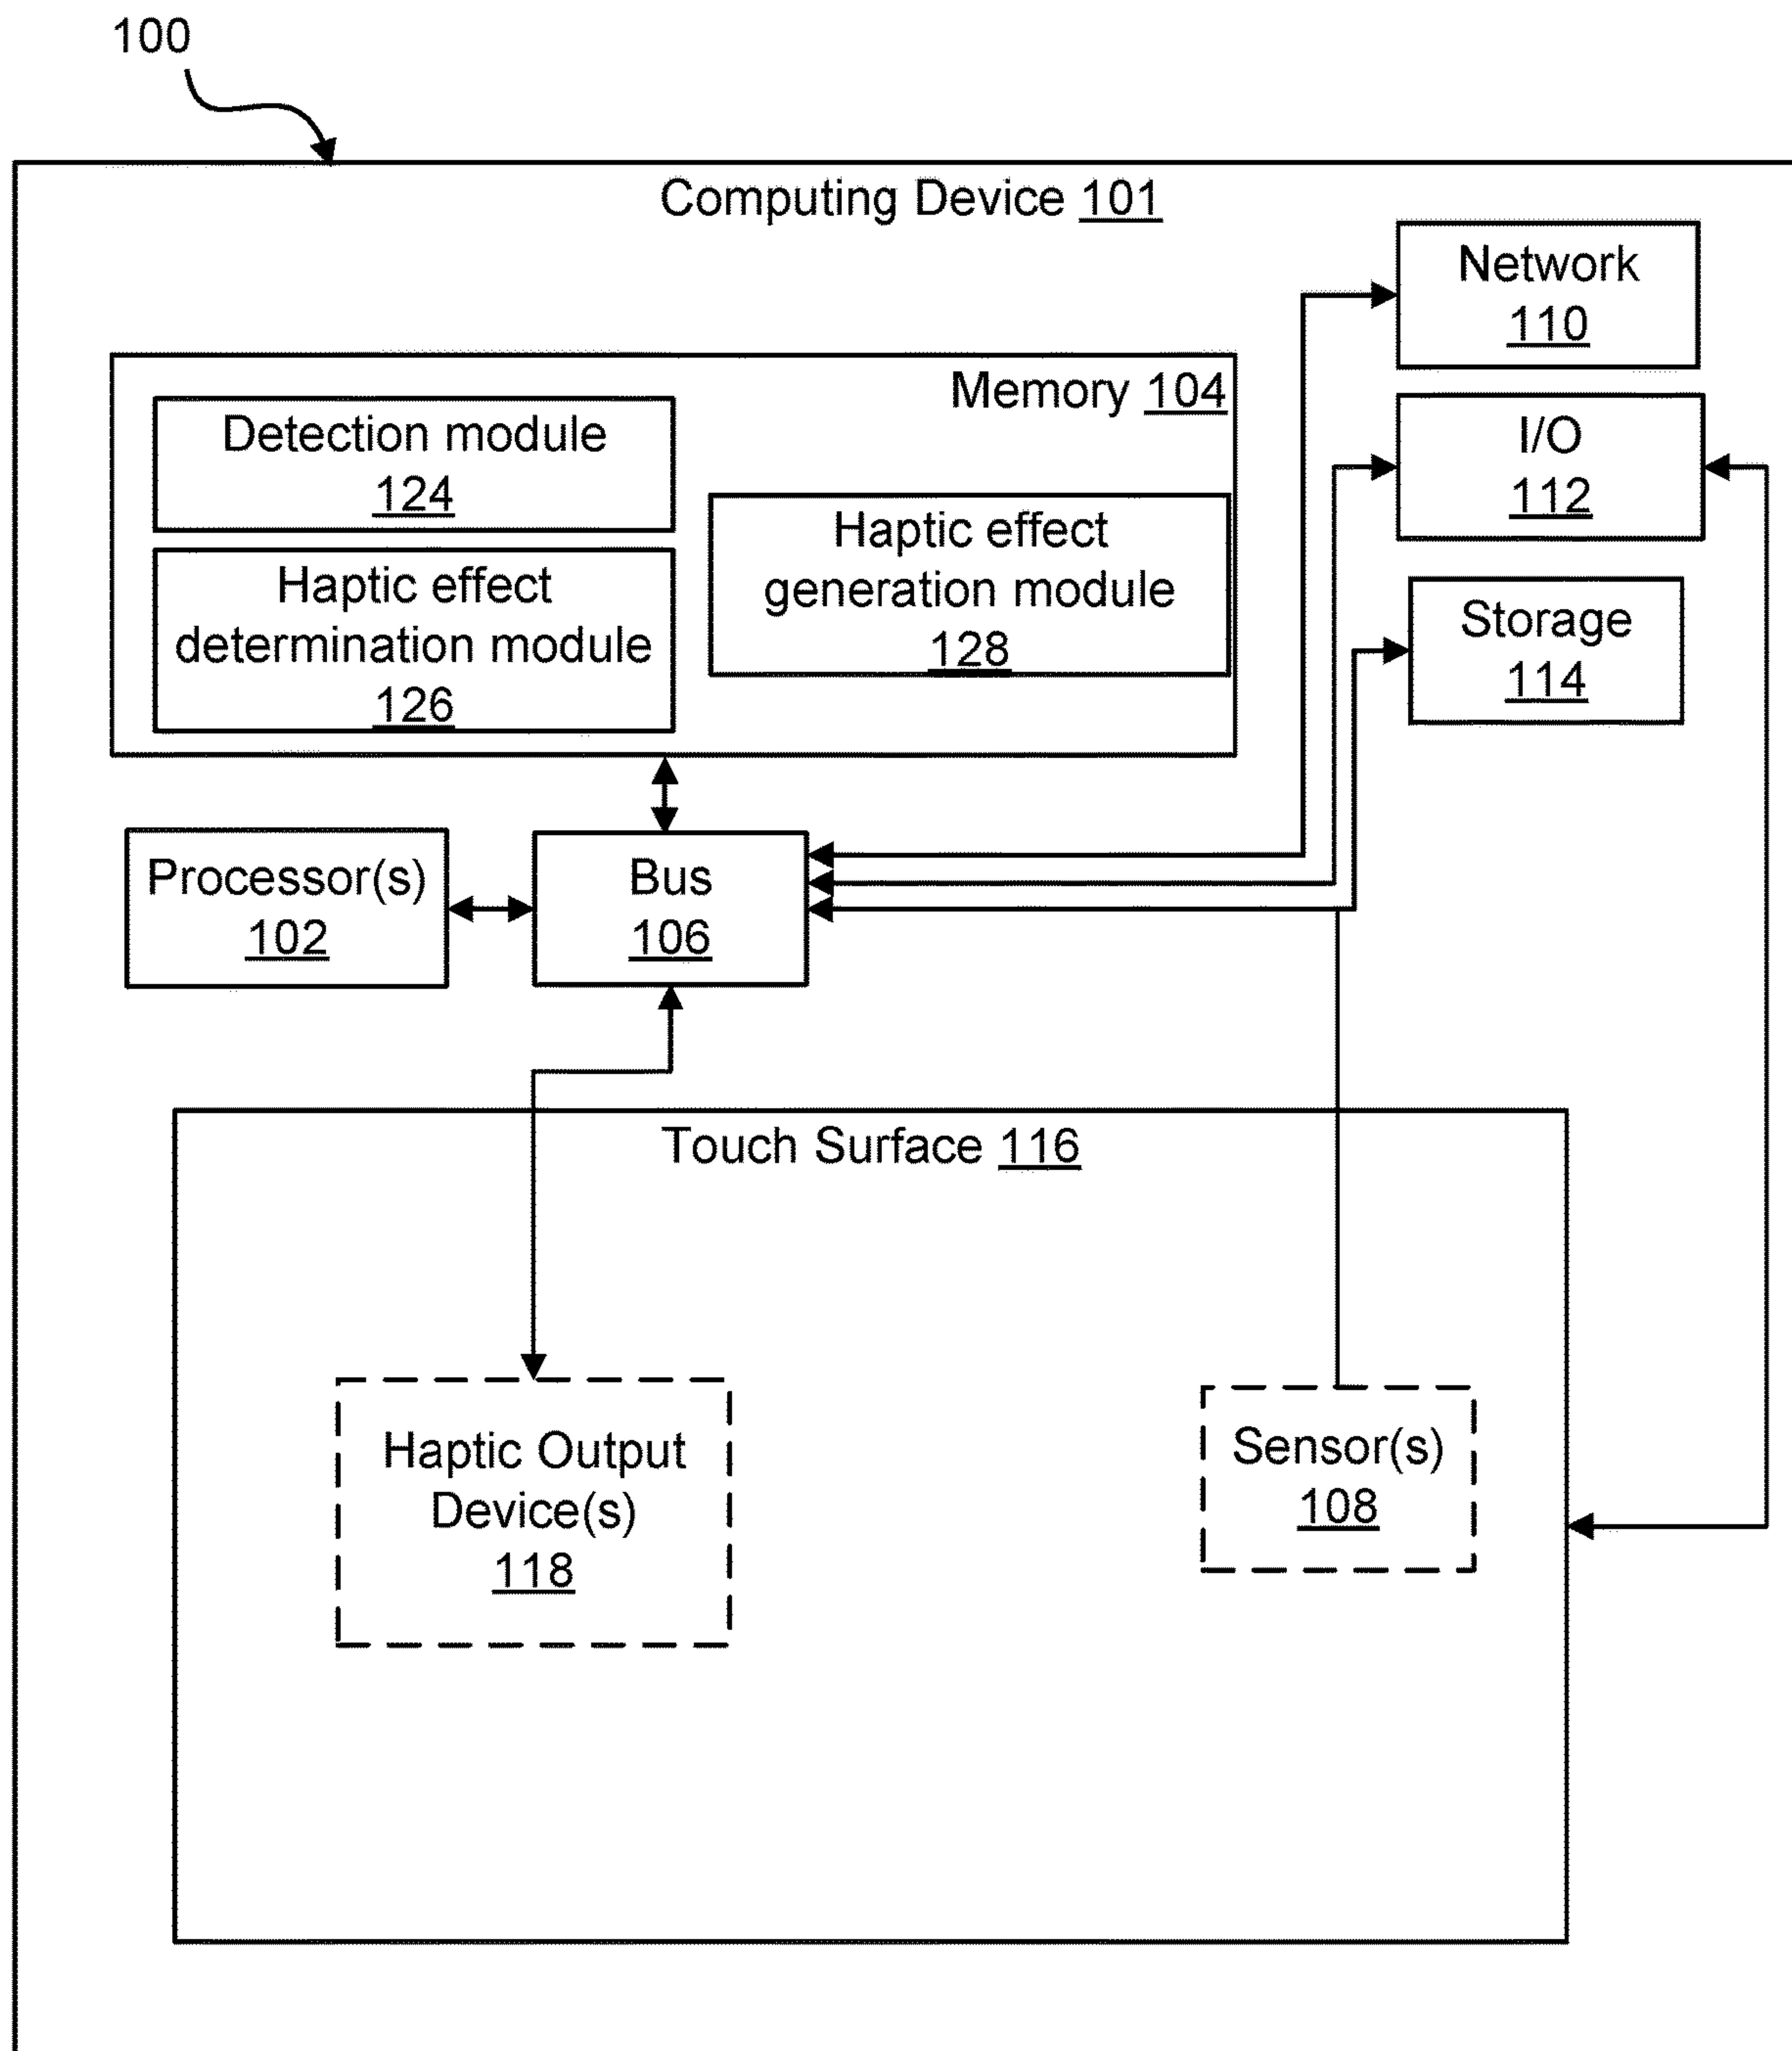 100
Computing Device 101
Network
110
Memory 104
Detection module
124
I/O
112
Haptic effect
determination module
126
Haptic effect
generation module
128
Storage
114
Processor(s)
102
Bus
106
Touch Surface 116
Haptic Output
Device(s)
118
Sensor(s)
108